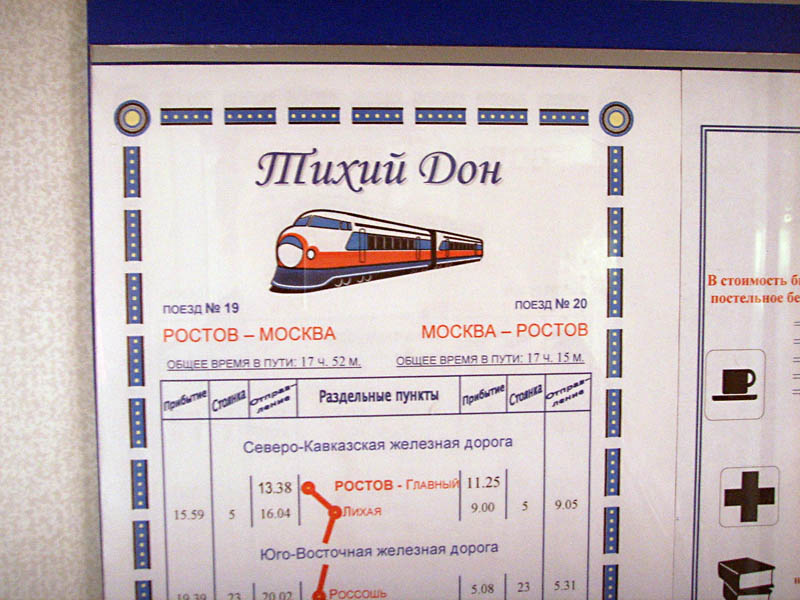 Тихий Дон
ПОЕЗД № 19
ПОЕЗД № 20
РОСТОВ – МОСКВА
МОСКВА – РОСТОВ
ОБЩЕЕ ВРЕМЯ В ПУТИ: 17 Ч. 52 М.
ОБЩЕЕ ВРЕМЯ В ПУТИ: 17 Ч. 15 М.
Прибытие Стоянка Отправ-ление Раздельные пункты Прибытие Стоянка Отправ-ление
Северо-Кавказская железная дорога
13.38 РОСТОВ - ГЛАВНЫЙ 11.25
15.59 5 16.04 ЛИХАЯ 9.00 5 9.05
Юго-Восточная железная дорога
19.39 23 20.02 РОССОШЬ 5.08 23 5.31
В стоимость
постельное